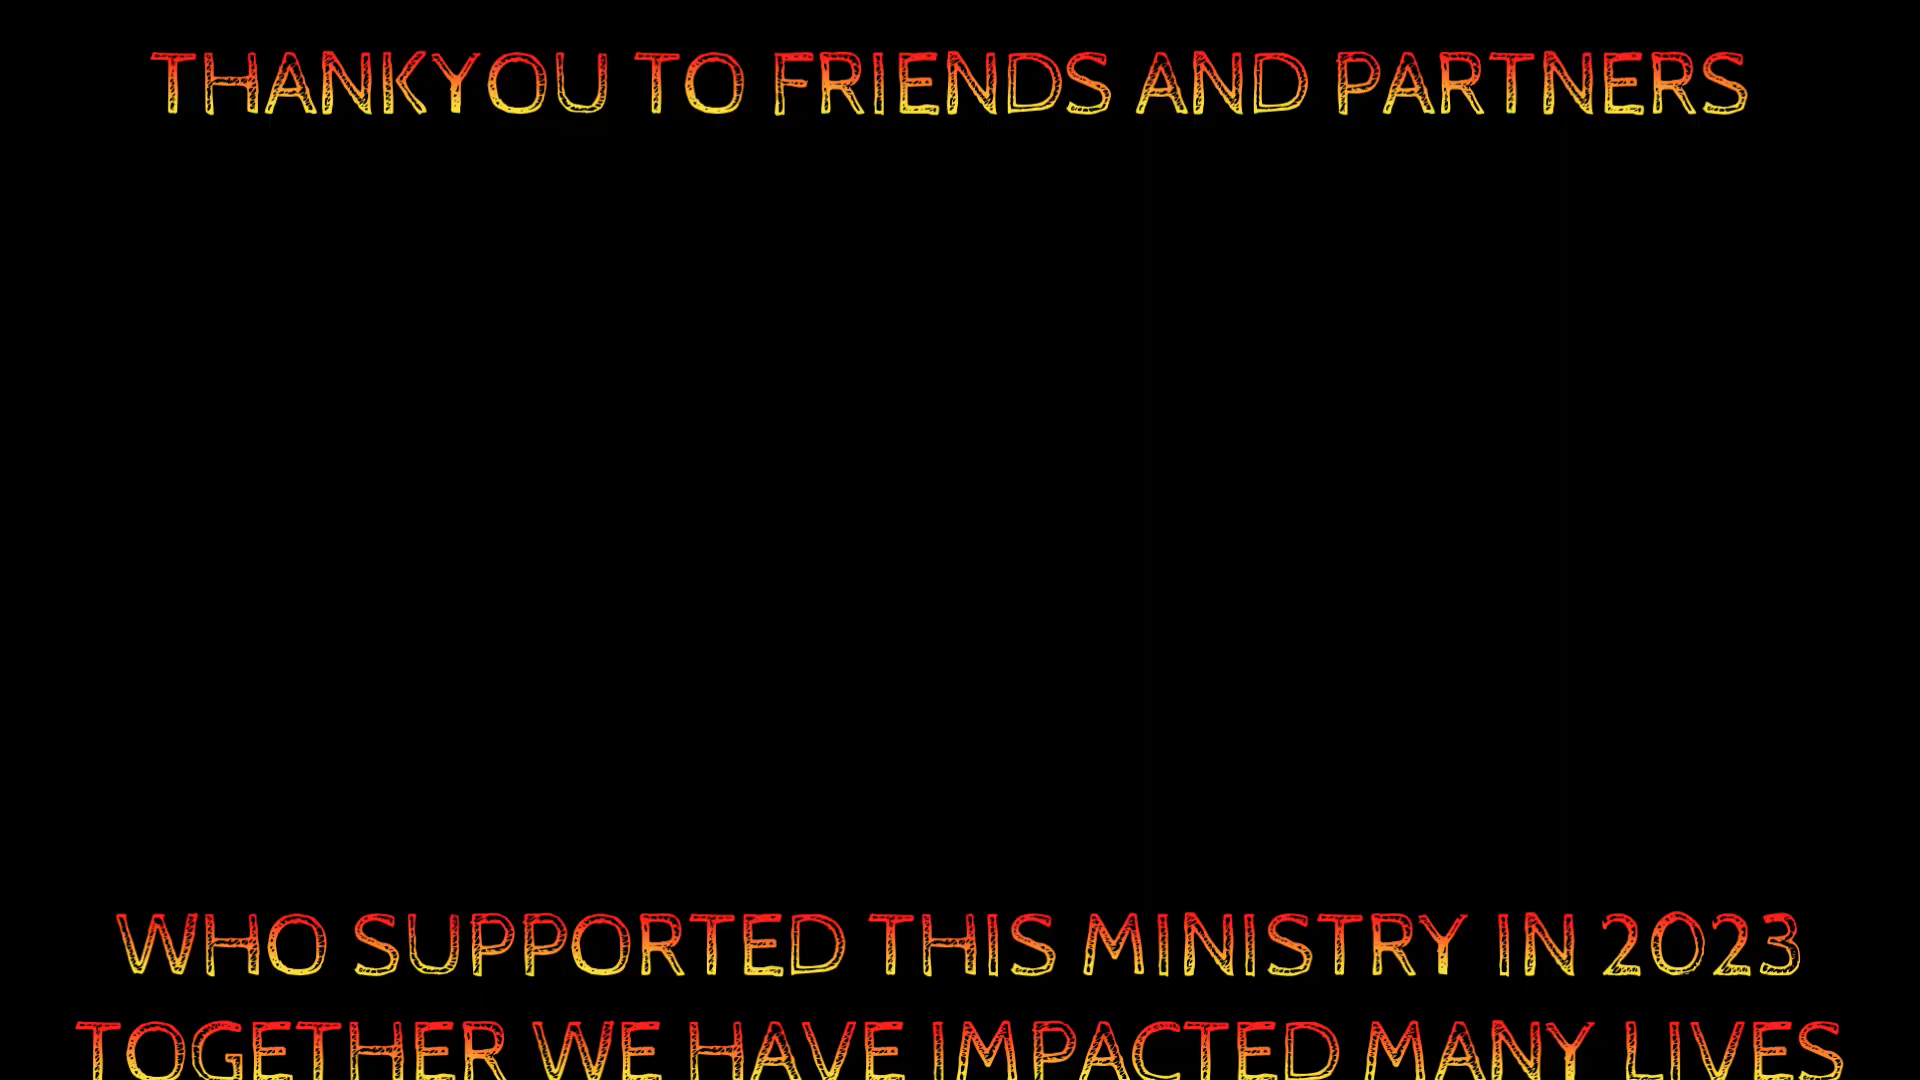 THANKYOU TO FRIENDS AND PARTNERS
WHO SUPPORTED THIS MINISTRY IN 2023
TOGETHER WE HAVE IMPACTED MANY LIVES